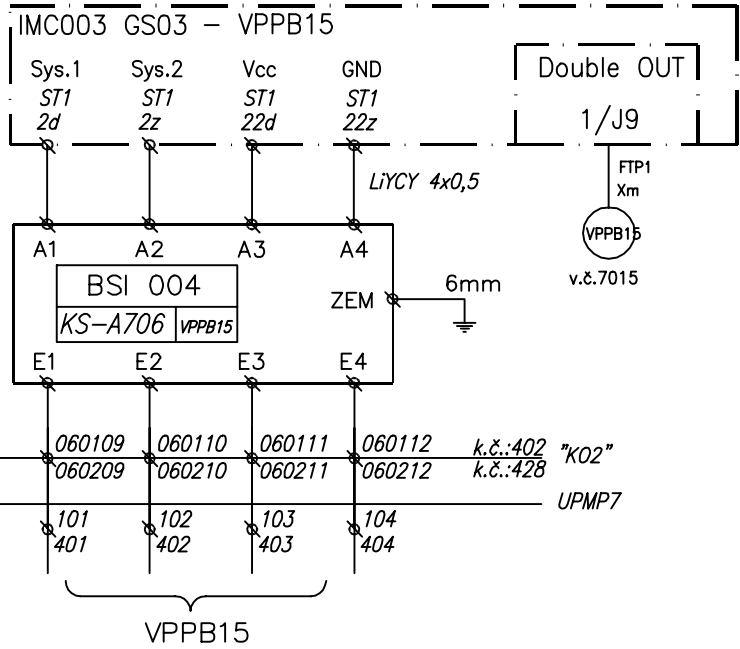 IMC003 GS03 – VPPB15
Sys.1 Sys.2 Vcc GND
ST1 ST1 ST1 ST1
2d 2z 22d 22z
Double OUT
1/J9
FTP1
Xm
LiYCY 4x0,5
VPPB15
v.č.7015
A1 A2 A3 A4
BSI 004
KS–A706 VPPB15
ZEM
6mm
E1 E2 E3 E4
060109 060110 060111 060112 k.č.:402 "KO2"
060209 060210 060211 060212 k.č.:428
UPMP7
101 102 103 104
401 402 403 404
VPPB15